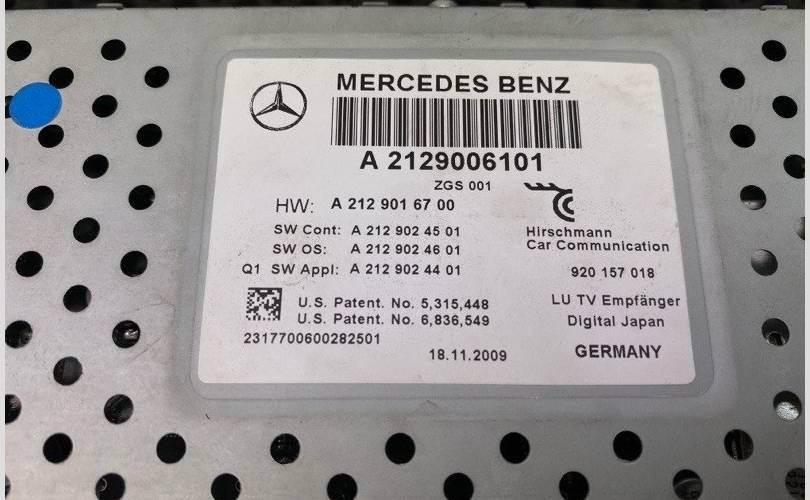 MERCEDES BENZ
A 2129006101
ZGS 001
HW: A 212 901 67 00
SW Cont: A 212 902 45 01
SW OS: A 212 902 46 01
Q1 SW Appl: A 212 902 44 01
Hirschmann
Car Communication
920 157 018
U.S. Patent. No. 5,315,448
U.S. Patent. No. 6,836,549
2317700600282501
LU TV Empfänger
Digital Japan
18.11.2009
GERMANY